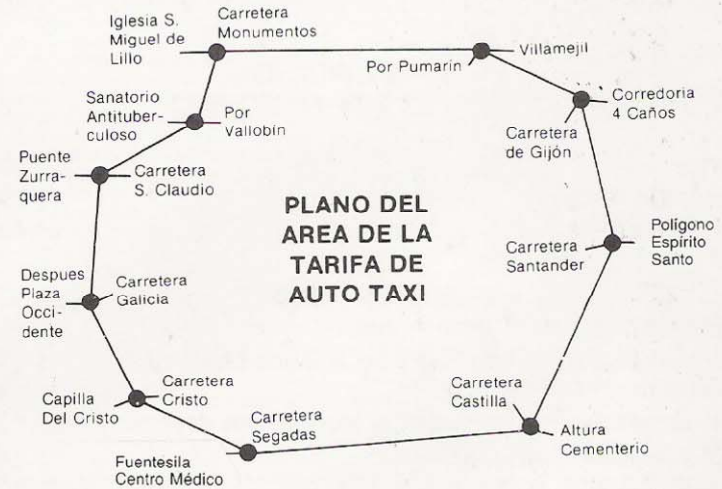 Iglesia S.
Miguel de
Lillo
Carretera
Monumentos
Por Pumarín
Villamejil
Sanatorio
Antituber-
culoso
Por
Vallobín
Corredoria
4 Caños
Carretera
de Gijón
Puente
Zurra-
quera
Carretera
S. Claudio
PLANO DEL
AREA DE LA
TARIFA DE
AUTO TAXI
Carretera
Santander
Polígono
Espírito
Santo
Despues
Plaza
Occi-
dente
Carretera
Galicia
Capilla
Del Cristo
Carretera
Cristo
Carretera
Segadas
Fuentesila
Centro Médico
Carretera
Castilla
Altura
Cementerio